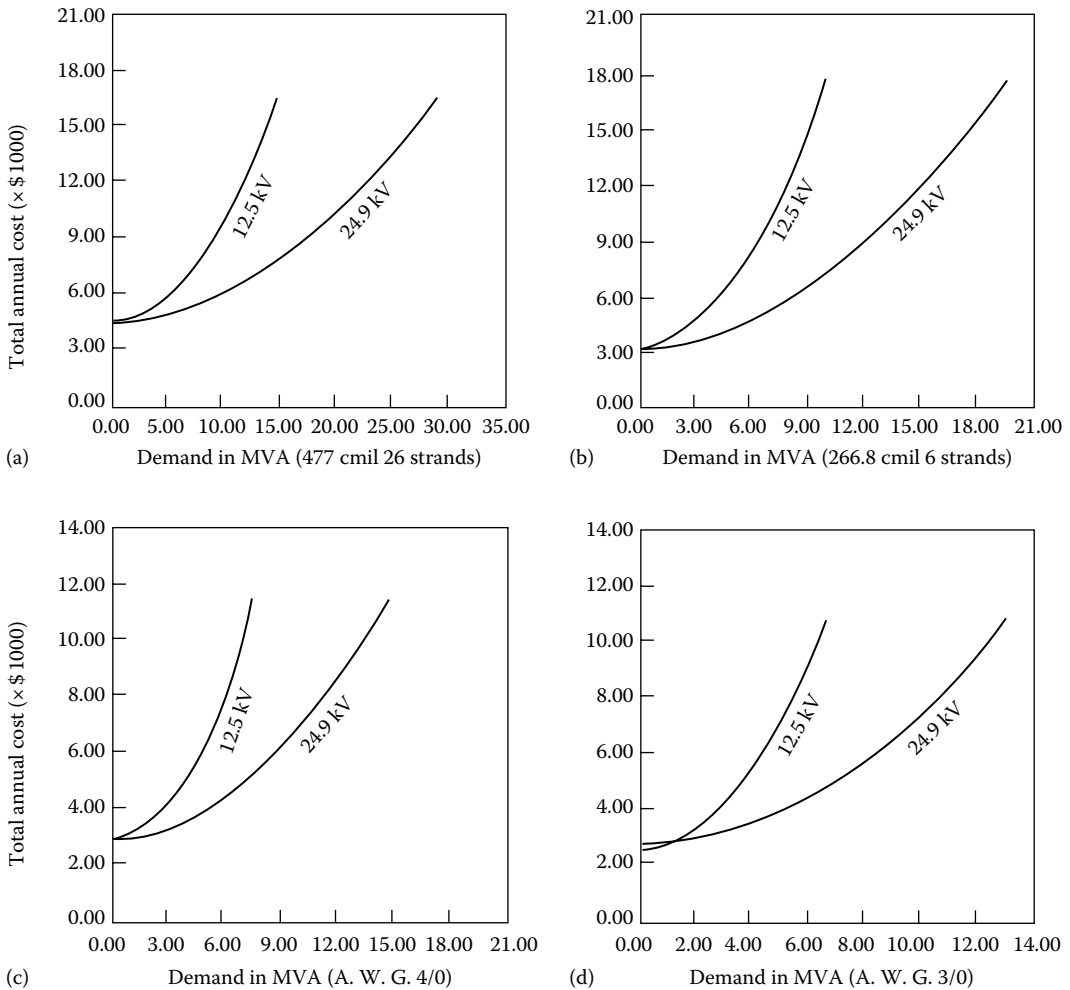 Total annual cost (× $ 1000)
21.00
18.00
15.00
12.00
9.00
6.00
3.00
0.00
12.5 kV
24.9 kV
0.00 5.00 10.00 15.00 20.00 25.00 30.00 35.00
(a) Demand in MVA (477 cmil 26 strands)
21.00
18.00
15.00
12.00
9.00
6.00
3.00
0.00
12.5 kV
24.9 kV
0.00 3.00 6.00 9.00 12.00 15.00 18.00 21.00
(b) Demand in MVA (266.8 cmil 6 strands)
Total annual cost (× $ 1000)
14.00
12.00
10.00
8.00
6.00
4.00
2.00
0.00
12.5 kV
24.9 kV
0.00 3.00 6.00 9.00 12.00 15.00 18.00 21.00
(c) Demand in MVA (A. W. G. 4/0)
14.00
12.00
10.00
8.00
6.00
4.00
2.00
0.00
12.5 kV
24.9 kV
0.00 2.00 4.00 6.00 8.00 10.00 12.00 14.00
(d) Demand in MVA (A. W. G. 3/0)